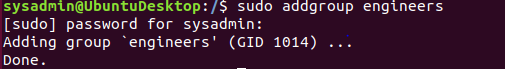 sysadmin@UbuntuDesktop:/$ sudo addgroup engineers
[sudo] password for sysadmin:
Adding group `engineers' (GID 1014) ...
Done.